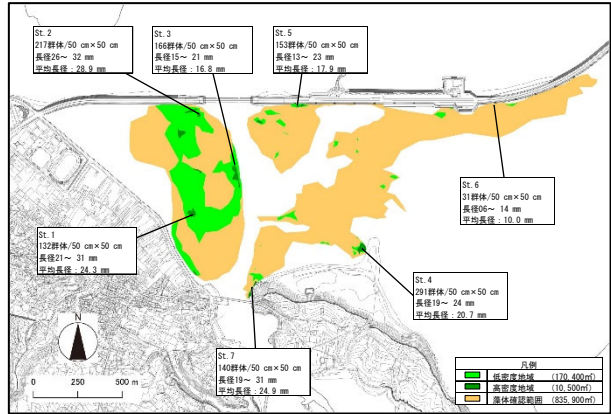 St. 2
217群体/50 cm×50 cm
長径26～ 32 mm
平均長径：28.9 mm
St. 3
166群体/50 cm×50 cm
長径15～ 21 mm
平均長径：16.8 mm
St. 5
153群体/50 cm×50 cm
長径13～ 23 mm
平均長径：17.9 mm
St. 6
31群体/50 cm×50 cm
長径06～ 14 mm
平均長径：10.0 mm
St. 1
132群体/50 cm×50 cm
長径21～ 31 mm
平均長径：24.3 mm
St. 4
291群体/50 cm×50 cm
長径19～ 24 mm
平均長径：20.7 mm
St. 7
140群体/50 cm×50 cm
長径19～ 31 mm
平均長径：24.9 mm
N
0 250 500 m
凡例
低密度地域 (170,400㎡)
高密度地域 (10,500㎡)
藻体確認範囲 (835,900㎡)